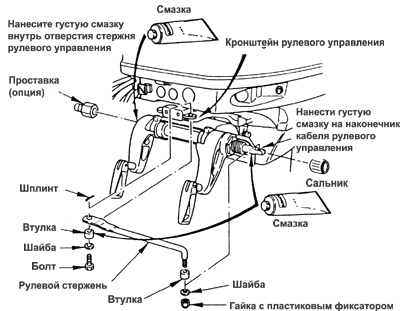 Смазка
Нанесите густую смазку
внутрь отверстия стержня
рулевого управления
Кронштейн рулевого управления
Проставка
(опция)
Нанести густую
смазку на наконечник
кабеля рулевого
управления
Сальник
Шплинт
Смазка
Втулка
Шайба
Болт
Рулевой стержень
Втулка
Шайба
Гайка с пластиковым фиксатором